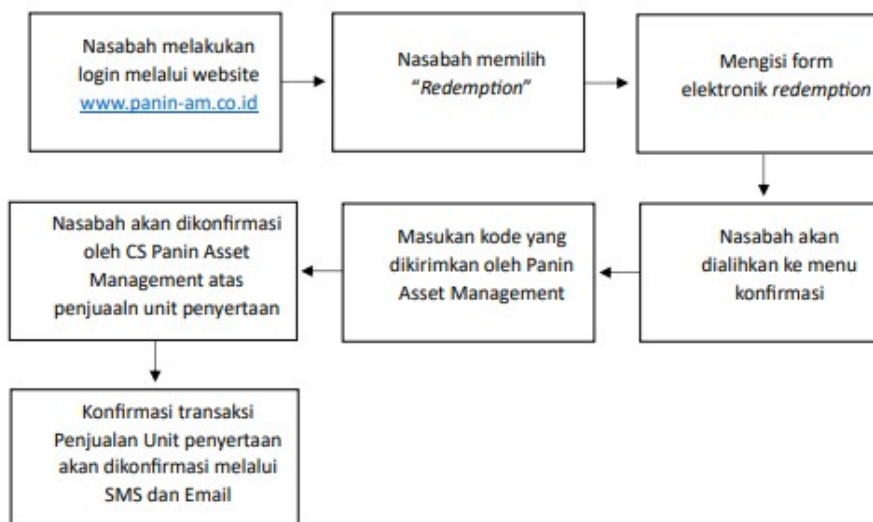 Nasabah melakukan
login melalui website
www.panin-am.co.id
Nasabah memilih
“Redemption”
Mengisi form
elektronik redemption
Nasabah akan
dialihkan ke menu
konfirmasi
Masukan kode yang
dikirimkan oleh Panin
Asset Management
Nasabah akan dikonfirmasi
oleh CS Panin Asset
Management atas
penjuaaln unit penyertaan
Konfirmasi transaksi
Penjualan Unit penyertaan
akan dikonfirmasi melalui
SMS dan Email